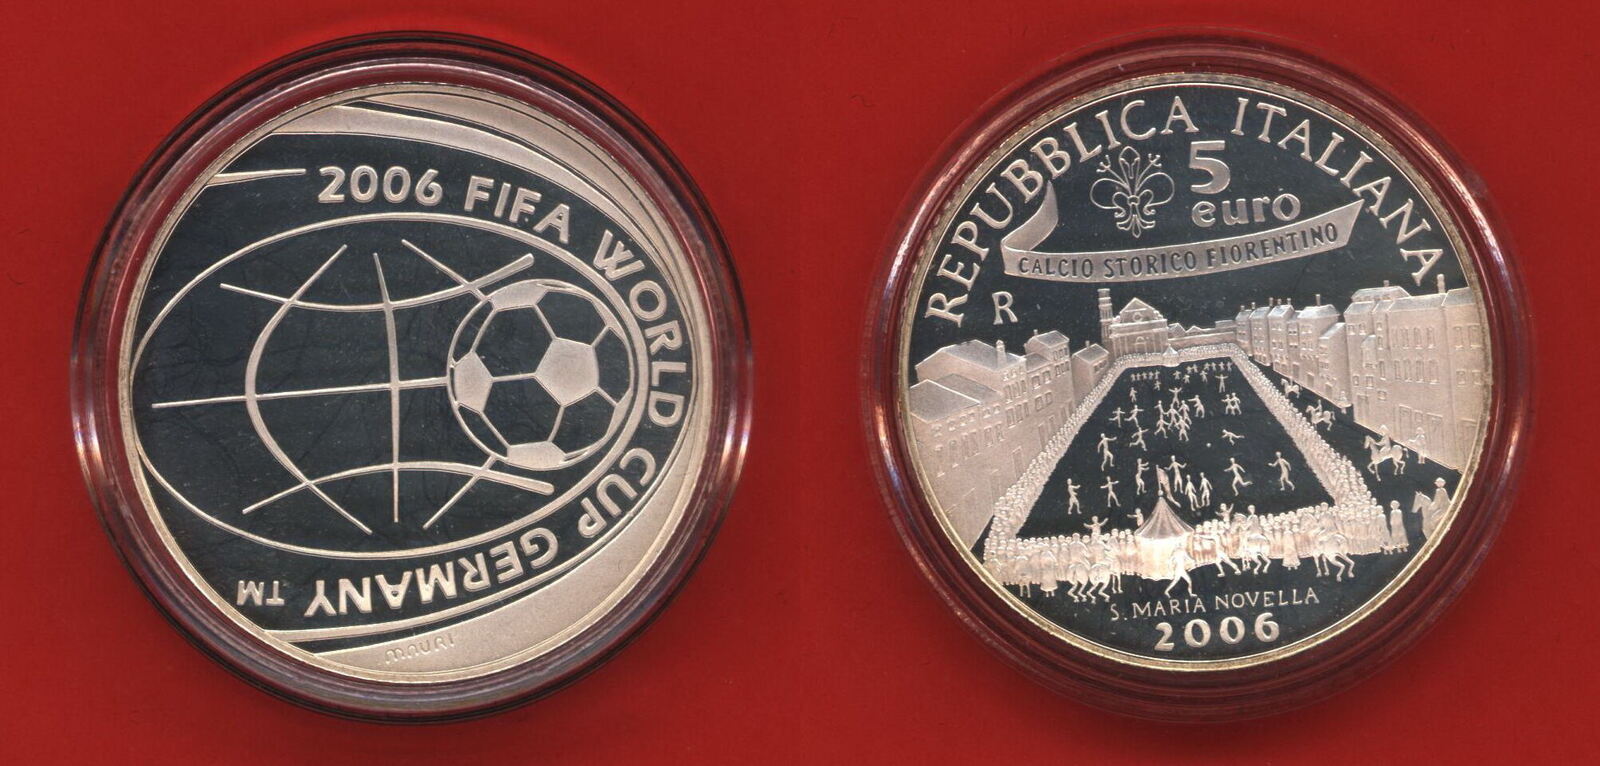 2006 FIFA WORLD CUP GERMANY TM
MAURI
REPUBBLICA ITALIANA
5
euro
CALCIO STORICO FIORENTINO
R
S. MARIA NOVELLA
2006